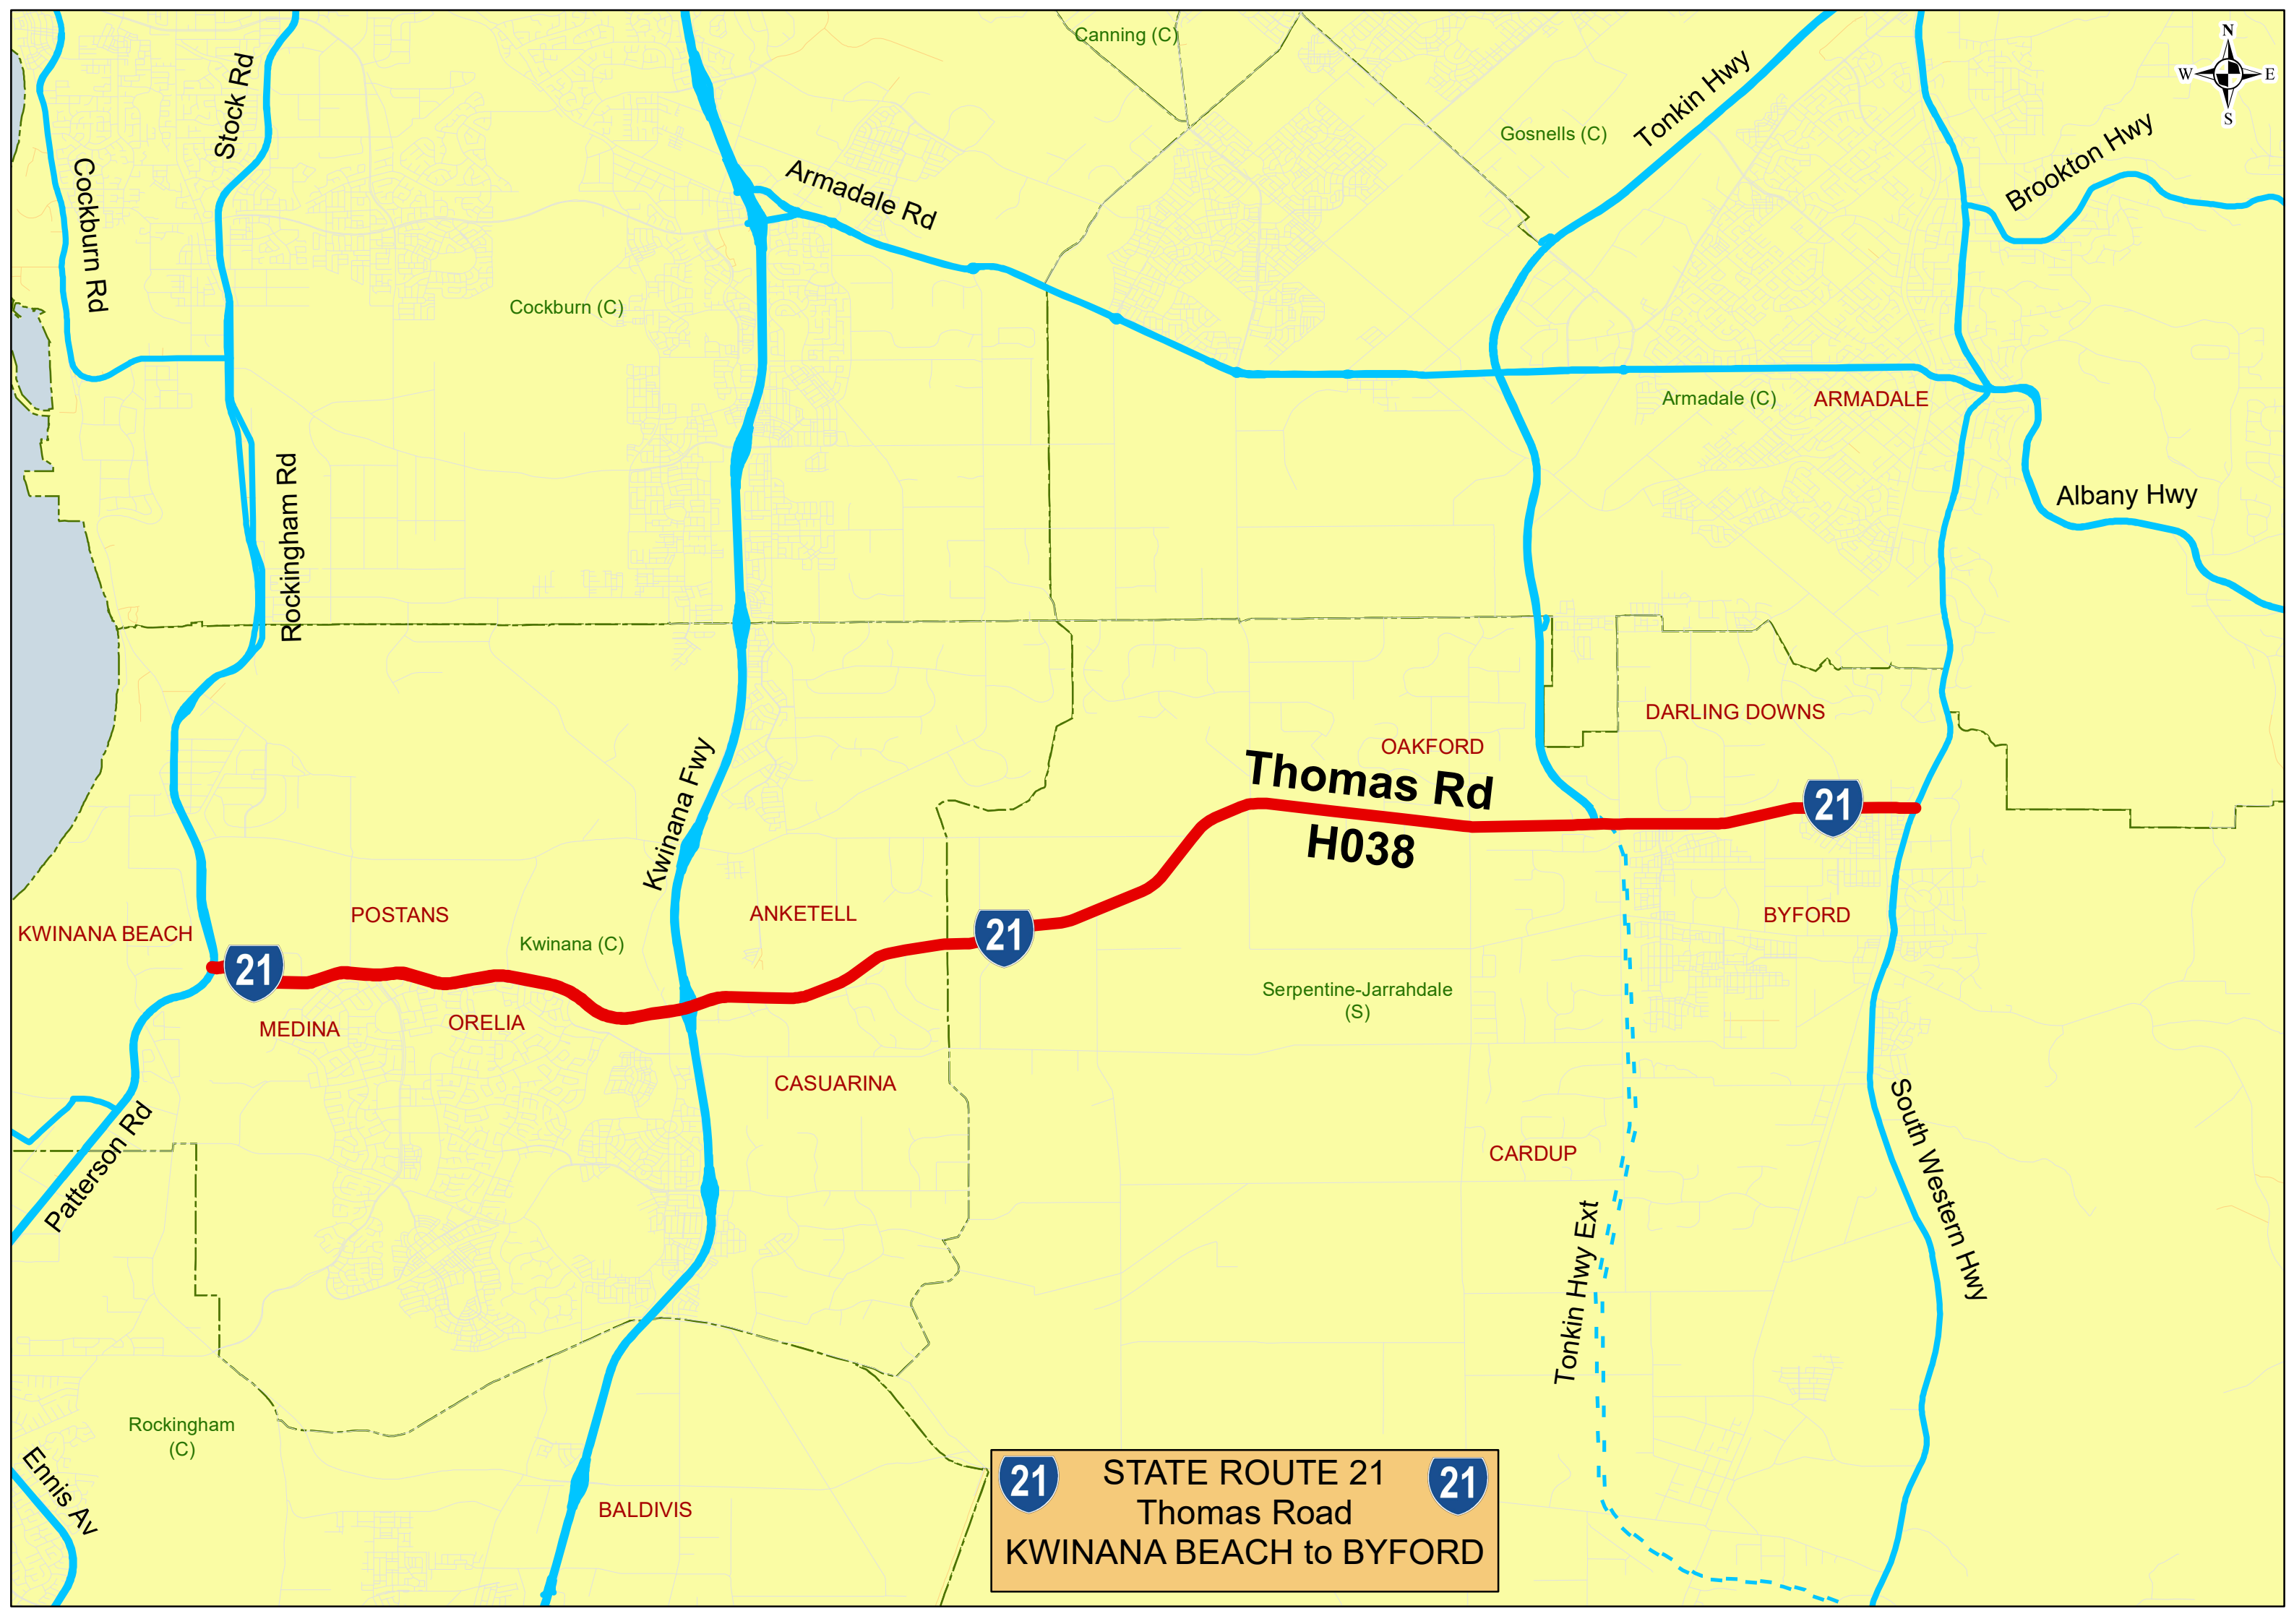 Canning (C)
N
W
E
S
Stock Rd
Tonkin Hwy
Gosnells (C)
Brookton Hwy
Cockburn Rd
Armadale Rd
Cockburn (C)
Armadale (C)
ARMADALE
Albany Hwy
Rockingham Rd
DARLING DOWNS
OAKFORD
Kwinana Fwy
Thomas Rd
H038
21
KWINANA BEACH
POSTANS
Kwinana (C)
ANKETELL
21
BYFORD
21
Serpentine-Jarrahdale
(S)
MEDINA
ORELIA
CASUARINA
Patterson Rd
CARDUP
South Western Hwy
Tonkin Hwy Ext
Rockingham
(C)
Ennis Av
BALDIVIS
21 STATE ROUTE 21 21
Thomas Road
KWINANA BEACH to BYFORD